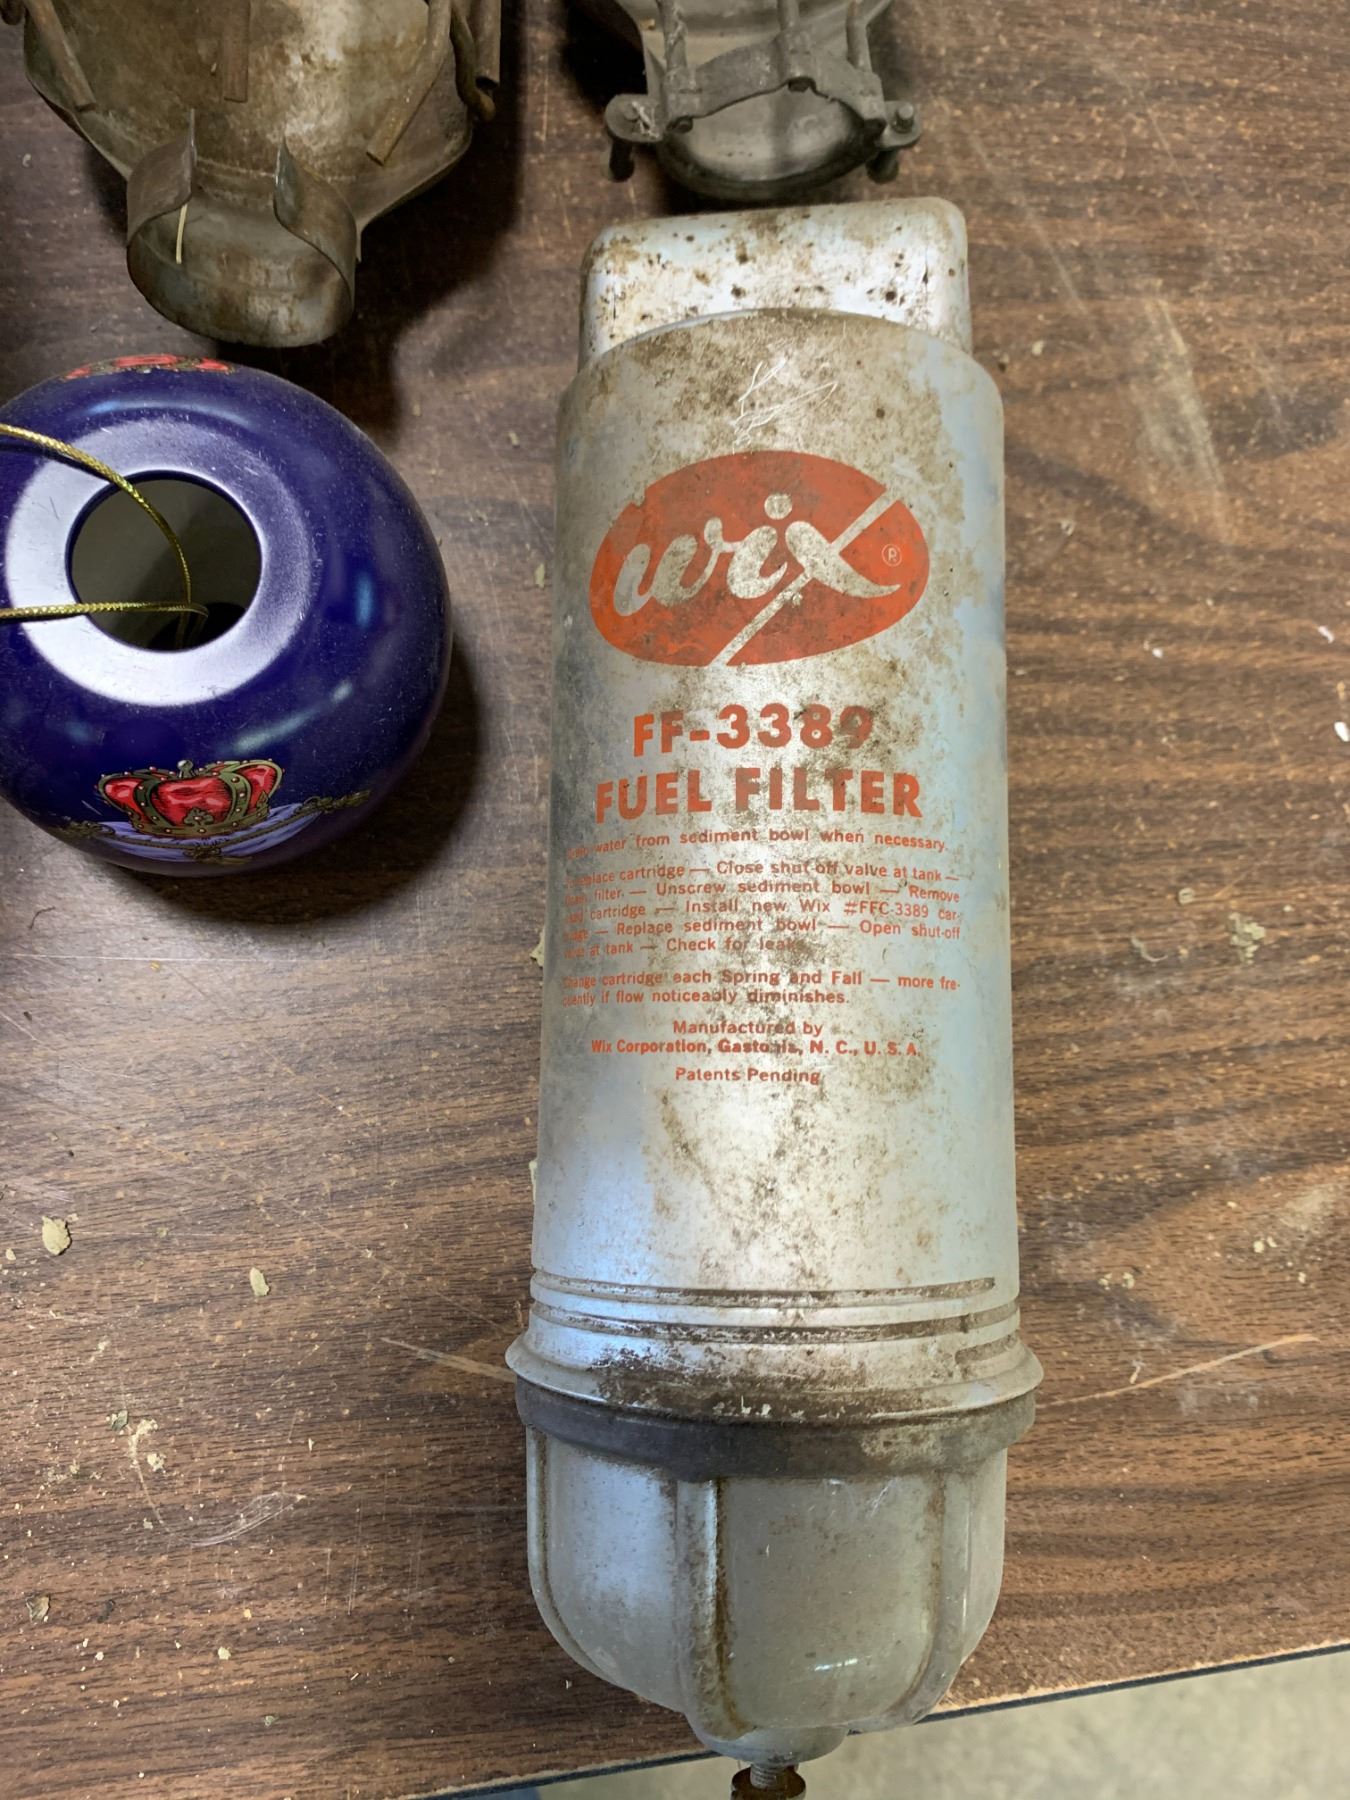 wix ®
FF-3389
FUEL FILTER
water from sediment bowl when necessary.
replace cartridge — Close shut-off valve at tank —
filter. — Unscrew sediment bowl — Remove
cartridge — Install new Wix #FFC-3389 car-
— Replace sediment bowl — Open shut-off
at tank — Check for leaks.
Change cartridge each Spring and Fall — more fre-
quently if flow noticeably diminishes.
Manufactured by
Wix Corporation, Gastonia, N. C., U. S. A.
Patents Pending